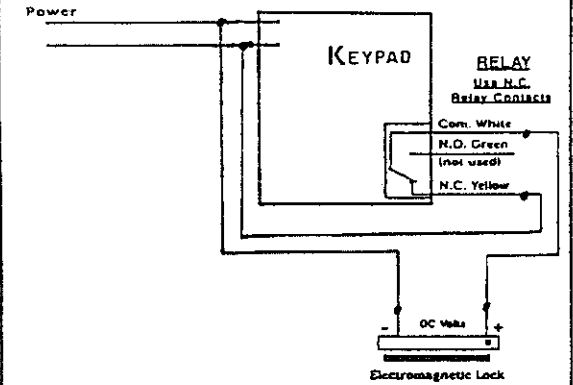 Power
KEYPAD
RELAY
Use N.C.
Relay Contacts
Com. White
N.O. Green
(not used)
N.C. Yellow
- DC Volts +
Electromagnetic Lock